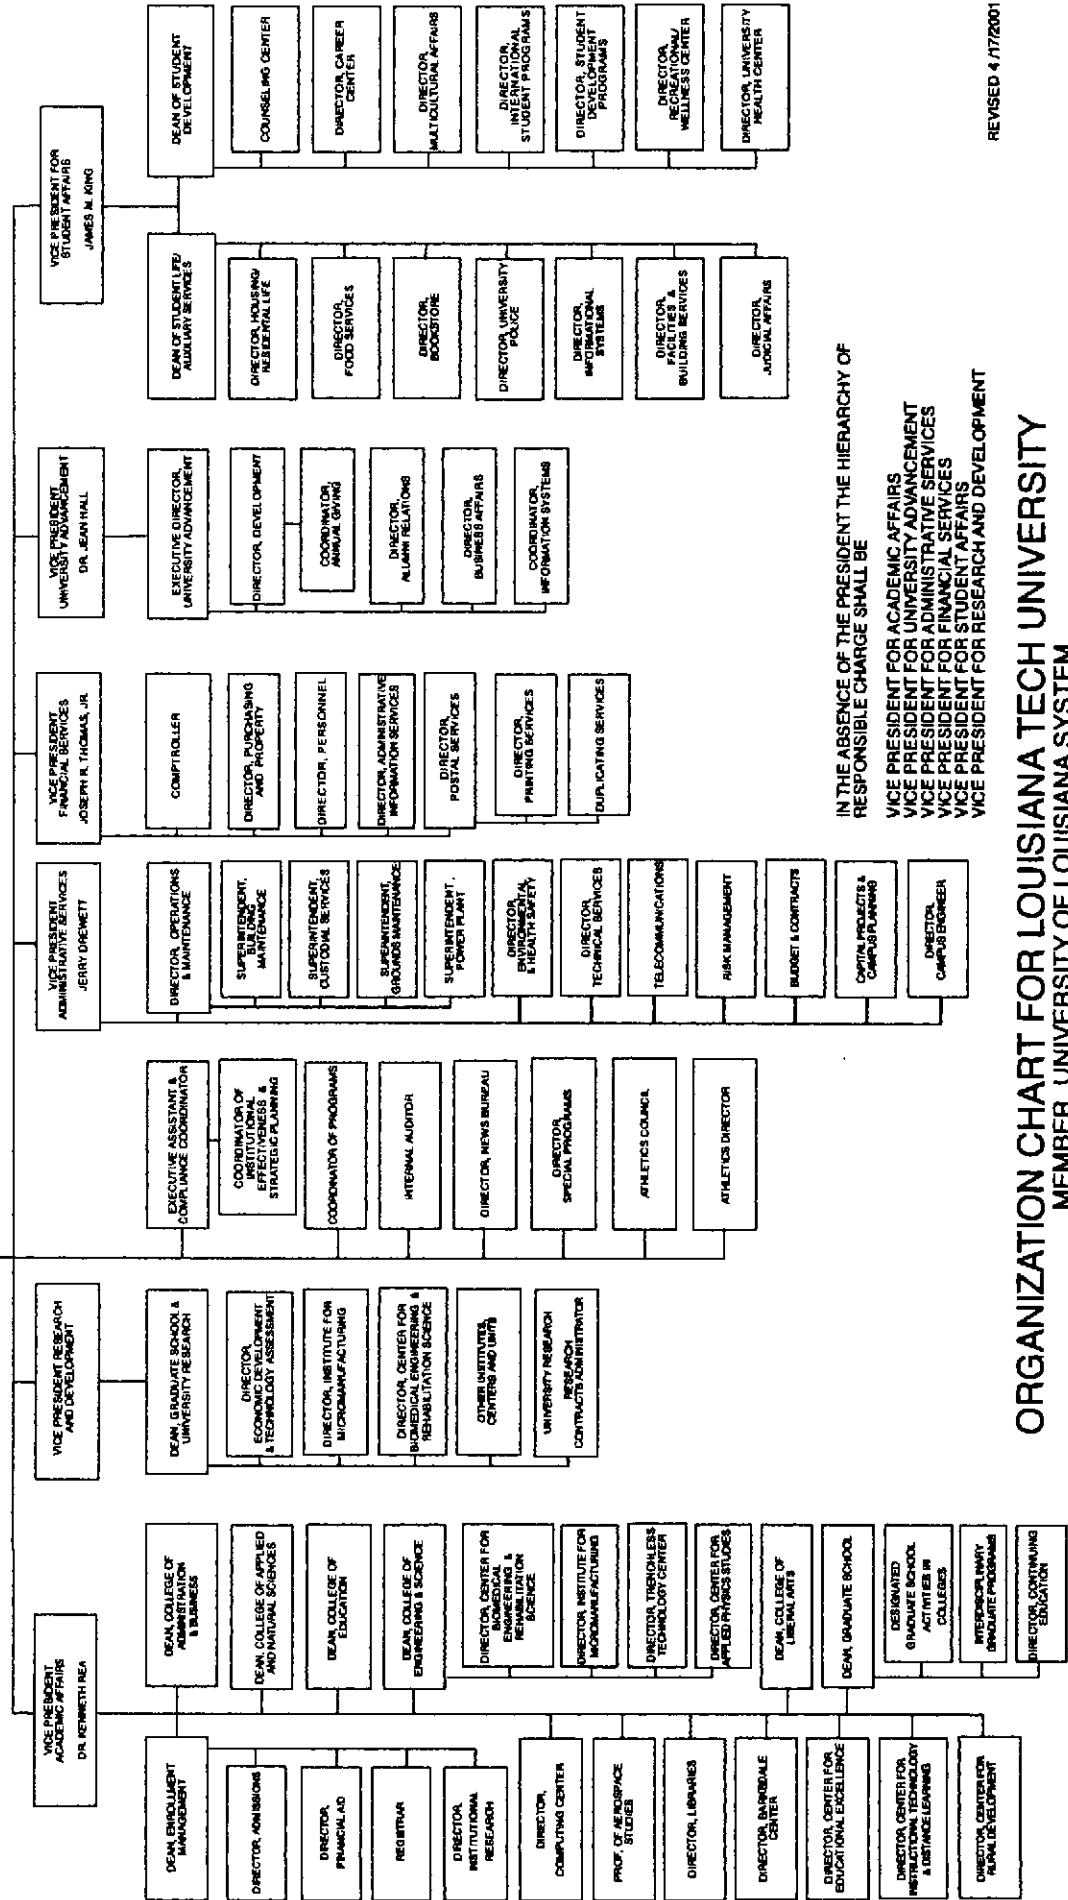 VICE PRESIDENT
ACADEMIC AFFAIRS
DR. KENNETH REA
DEAN, ENROLLMENT
MANAGEMENT
DIRECTOR, ADMISSIONS
DIRECTOR,
FINANCIAL AID
REGISTRAR
DIRECTOR,
INSTITUTIONAL
RESEARCH
DIRECTOR,
COMPUTING CENTER
PROF. OF AEROSPACE
STUDIES
DIRECTOR, LIBRARIES
DIRECTOR, BARKSDALE
CENTER
DIRECTOR, CENTER FOR
EDUCATIONAL EXCELLENCE
DIRECTOR, CENTER FOR
INSTRUCTIONAL TECHNOLOGY
& DISTANCE LEARNING
DIRECTOR, CENTER FOR
RURAL DEVELOPMENT
DEAN, COLLEGE OF
ADMINISTRATION
& BUSINESS
DEAN, COLLEGE OF APPLIED
AND NATURAL SCIENCES
DEAN, COLLEGE OF
EDUCATION
DEAN, COLLEGE OF
ENGINEERING & SCIENCE
DIRECTOR, CENTER FOR
BIOMEDICAL
ENGINEERING &
REHABILITATION
SCIENCE
DIRECTOR, INSTITUTE FOR
MICROMANUFACTURING
DIRECTOR, TRENCHLESS
TECHNOLOGY CENTER
DIRECTOR, CENTER FOR
APPLIED PHYSICS STUDIES
DEAN, COLLEGE OF
LIBERAL ARTS
DEAN, GRADUATE SCHOOL
DESIGNATED
GRADUATE SCHOOL
ACTIVITIES IN
COLLEGES
INTERDISCIPLINARY
GRADUATE PROGRAMS
DIRECTOR, CONTINUING
EDUCATION
VICE PRESIDENT RESEARCH
AND DEVELOPMENT
DEAN, GRADUATE SCHOOL &
UNIVERSITY RESEARCH
DIRECTOR,
ECONOMIC DEVELOPMENT
& TECHNOLOGY ASSESSMENT
DIRECTOR, INSTITUTE FOR
MICROMANUFACTURING
DIRECTOR, CENTER FOR
BIOMEDICAL ENGINEERING &
REHABILITATION SCIENCE
OTHER INSTITUTES,
CENTERS AND UNITS
UNIVERSITY RESEARCH
RESEARCH
CONTRACTS ADMINISTRATOR
EXECUTIVE ASSISTANT &
COMPLIANCE COORDINATOR
COORDINATOR OF
INSTITUTIONAL
EFFECTIVENESS &
STRATEGIC PLANNING
COORDINATOR OF PROGRAMS
INTERNAL AUDITOR
DIRECTOR, NEWS BUREAU
DIRECTOR
SPECIAL PROGRAMS
ATHLETICS COUNCIL
ATHLETICS DIRECTOR
VICE PRESIDENT
ADMINISTRATIVE SERVICES
JERRY DREWETT
DIRECTOR, OPERATIONS
& MAINTENANCE
SUPERINTENDENT,
BUILDING
MAINTENANCE
SUPERINTENDENT,
CUSTODIAL SERVICES
SUPERINTENDENT,
GROUNDS MAINTENANCE
SUPERINTENDENT,
POWER PLANT
DIRECTOR,
ENVIRONMENTAL
& HEALTH SAFETY
DIRECTOR
TECHNICAL SERVICES
TELECOMMUNICATIONS
RISK MANAGEMENT
BUDGET & CONTRACTS
CAPITAL PROJECTS &
CAMPUS PLANNING
DIRECTOR
CAMPUS ENGINEER
VICE PRESIDENT
FINANCIAL SERVICES
JOSEPH R. THOMAS, JR.
COMPTROLLER
DIRECTOR, PURCHASING
AND PROPERTY
DIRECTOR, PERSONNEL
DIRECTOR, ADMINISTRATIVE
INFORMATION SERVICES
DIRECTOR,
POSTAL SERVICES
DIRECTOR,
PRINTING SERVICES
DUPLICATING SERVICES
VICE PRESIDENT
UNIVERSITY ADVANCEMENT
DR. JEAN HALL
EXECUTIVE DIRECTOR,
UNIVERSITY ADVANCEMENT
DIRECTOR, DEVELOPMENT
COORDINATOR,
ANNUAL GIVING
DIRECTOR,
ALUMNI RELATIONS
DIRECTOR,
BUSINESS AFFAIRS
COORDINATOR,
INFORMATION SYSTEMS
VICE PRESIDENT FOR
STUDENT AFFAIRS
JAMES M. KING
DEAN OF STUDENT LIFE/
AUXILIARY SERVICES
DIRECTOR, HOUSING/
RESIDENTIAL LIFE
DIRECTOR
FOOD SERVICES
DIRECTOR,
BOOKSTORE
DIRECTOR, UNIVERSITY
POLICE
DIRECTOR,
INFORMATIONAL
SYSTEMS
DIRECTOR,
FACILITIES &
BUILDING SERVICES
DIRECTOR,
JUDICIAL AFFAIRS
DEAN OF STUDENT
DEVELOPMENT
COUNSELING CENTER
DIRECTOR, CAREER
CENTER
DIRECTOR,
MULTICULTURAL AFFAIRS
DIRECTOR,
INTERNATIONAL
STUDENT PROGRAMS
DIRECTOR, STUDENT
DEVELOPMENT
PROGRAMS
DIRECTOR,
RECREATIONAL/
WELLNESS CENTER
DIRECTOR, UNIVERSITY
HEALTH CENTER
IN THE ABSENCE OF THE PRESIDENT THE HIERARCHY OF
RESPONSIBLE CHARGE SHALL BE
VICE PRESIDENT FOR ACADEMIC AFFAIRS
VICE PRESIDENT FOR UNIVERSITY ADVANCEMENT
VICE PRESIDENT FOR ADMINISTRATIVE SERVICES
VICE PRESIDENT FOR FINANCIAL SERVICES
VICE PRESIDENT FOR STUDENT AFFAIRS
VICE PRESIDENT FOR RESEARCH AND DEVELOPMENT
REVISED 4/17/2001
ORGANIZATION CHART FOR LOUISIANA TECH UNIVERSITY
MEMBER, UNIVERSITY OF LOUISIANA SYSTEM